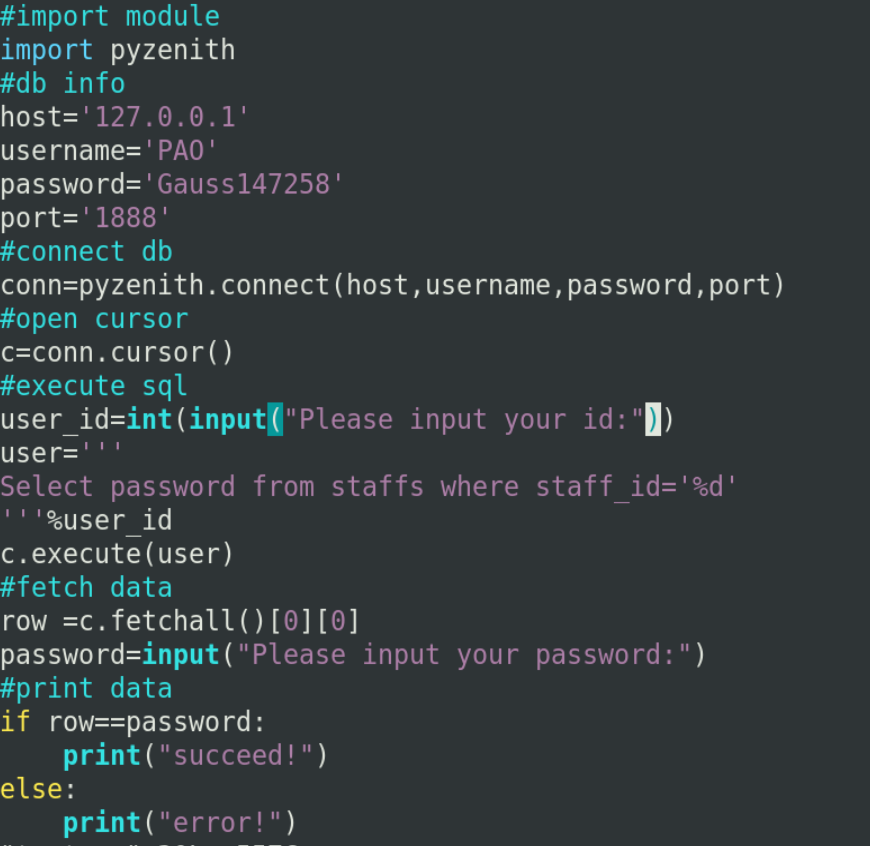 #import module
import pyzenith
#db info
host='127.0.0.1'
username='PAO'
password='Gauss147258'
port='1888'
#connect db
conn=pyzenith.connect(host,username,password,port)
#open cursor
c=conn.cursor()
#execute sql
user_id=int(input("Please input your id:"))
user='''
Select password from staffs where staff_id='%d'
'''%user_id
c.execute(user)
#fetch data
row =c.fetchall()[0][0]
password=input("Please input your password:")
#print data
if row==password:
    print("succeed!")
else:
    print("error!")